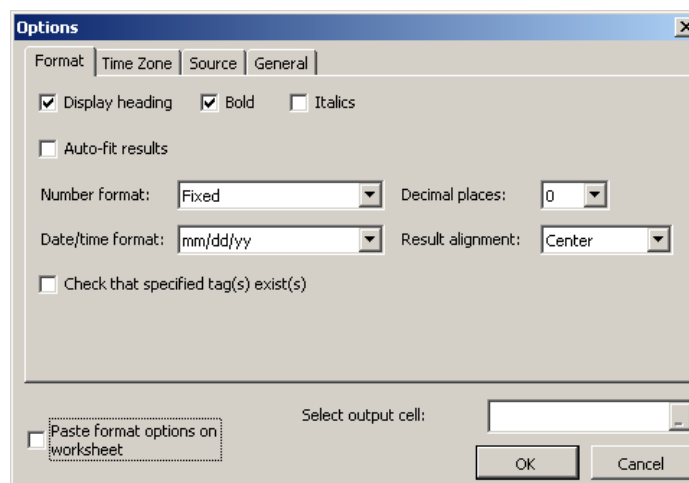 Options
Format Time Zone Source General
Display heading Bold Italics
Auto-fit results
Number format: Fixed Decimal places: 0
Date/time format: mm/dd/yy Result alignment: Center
Check that specified tag(s) exist(s)
Select output cell:
Paste format options on
worksheet
OK Cancel